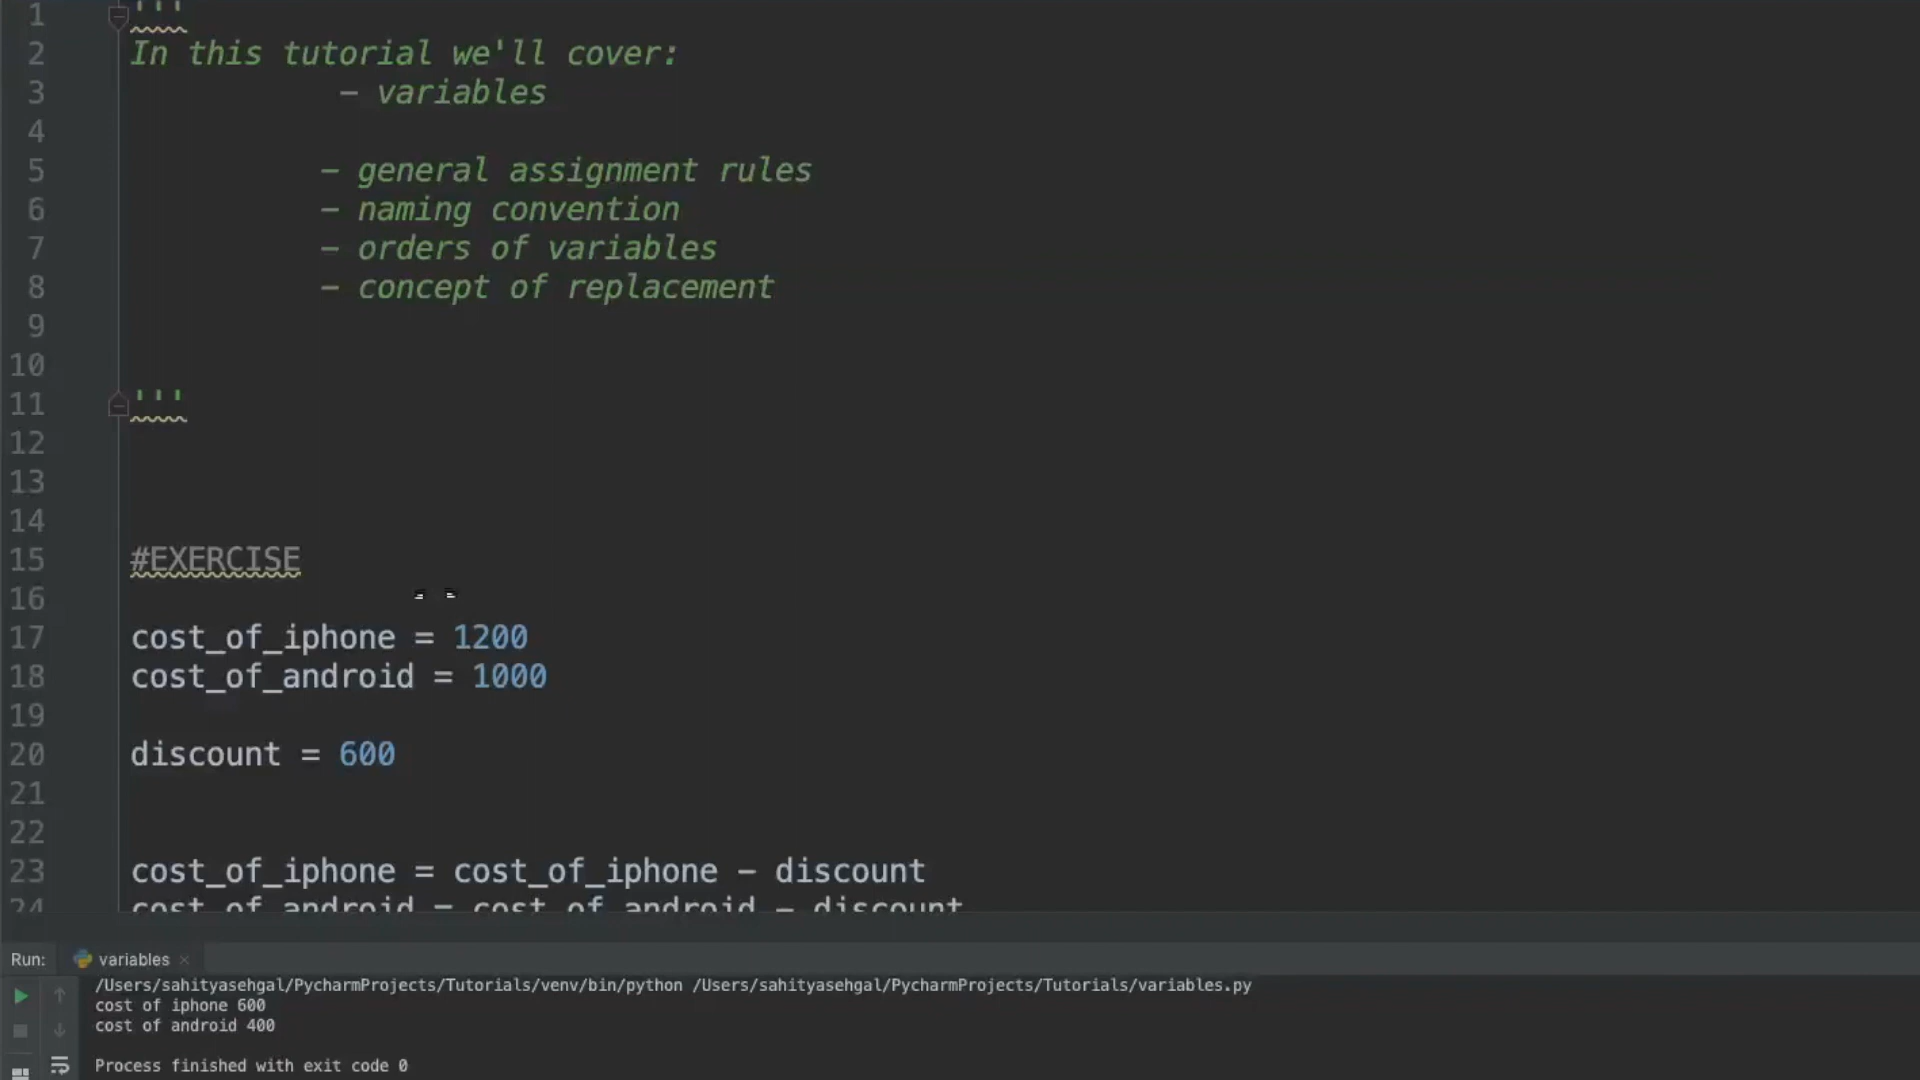 1 '''
2 In this tutorial we'll cover:
3 - variables
4
5 - general assignment rules
6 - naming convention
7 - orders of variables
8 - concept of replacement
9
10
11 '''
12
13
14
15 #EXERCISE
16
17 cost_of_iphone = 1200
18 cost_of_android = 1000
19
20 discount = 600
21
22
23 cost_of_iphone = cost_of_iphone - discount
24 cost_of_android = cost_of_android - discount
Run: variables ×
/Users/sahityasehgal/PycharmProjects/Tutorials/venv/bin/python /Users/sahityasehgal/PycharmProjects/Tutorials/variables.py
cost of iphone 600
cost of android 400
Process finished with exit code 0